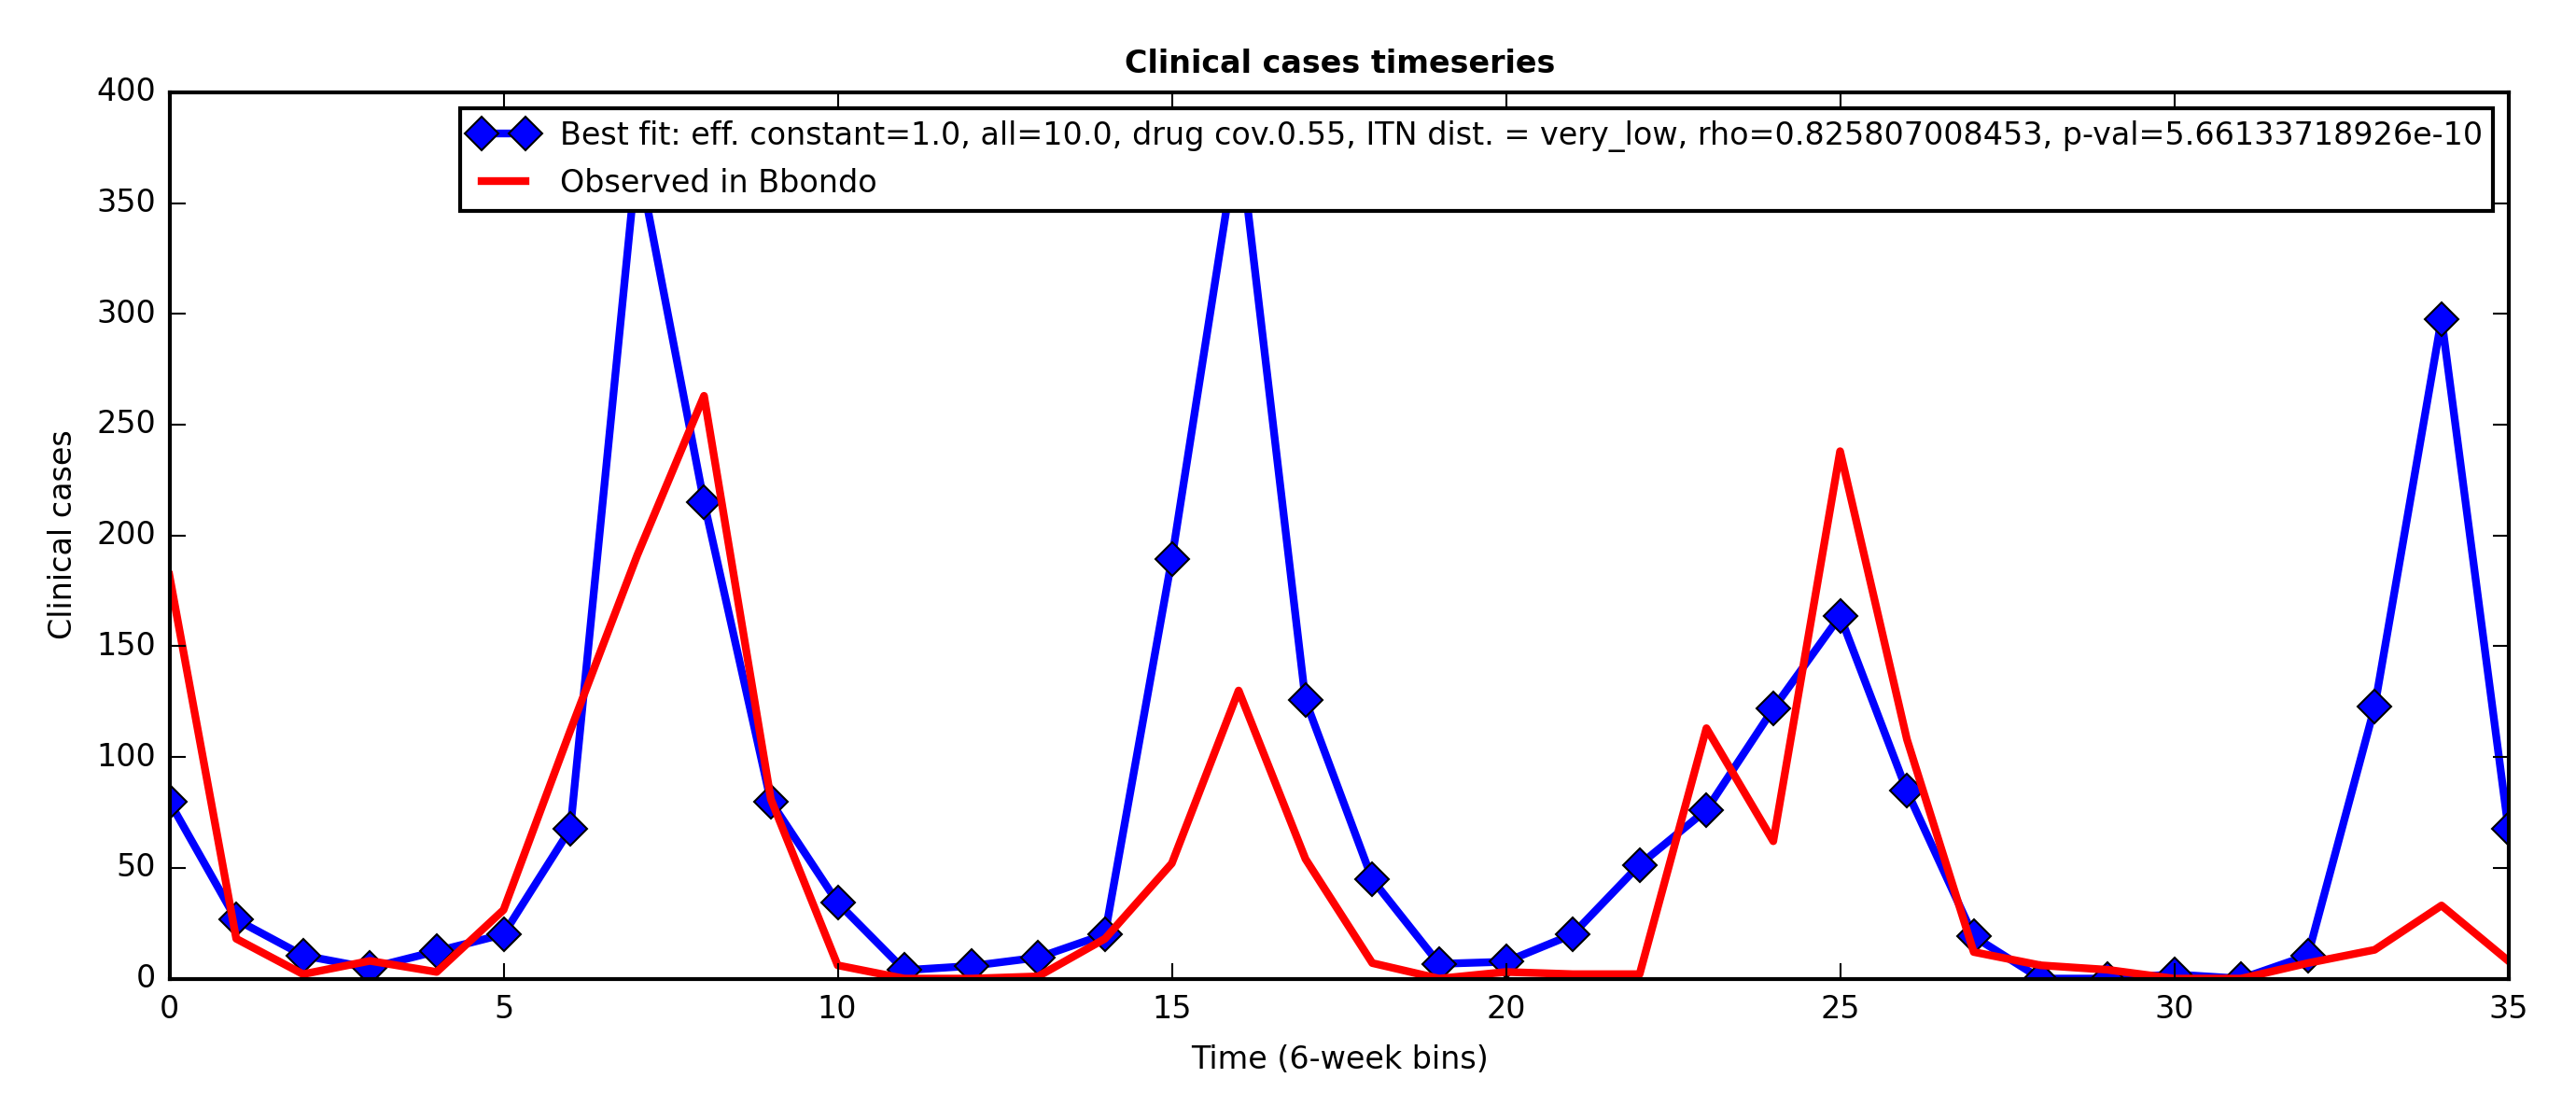 Clinical cases timeseries
400
350
300
250
200
150
100
50
0
Clinical cases
Best fit: eff. constant=1.0, all=10.0, drug cov.0.55, ITN dist. = very_low, rho=0.825807008453, p-val=5.66133718926e-10
Observed in Bbondo
0 5 10 15 20 25 30 35
Time (6-week bins)